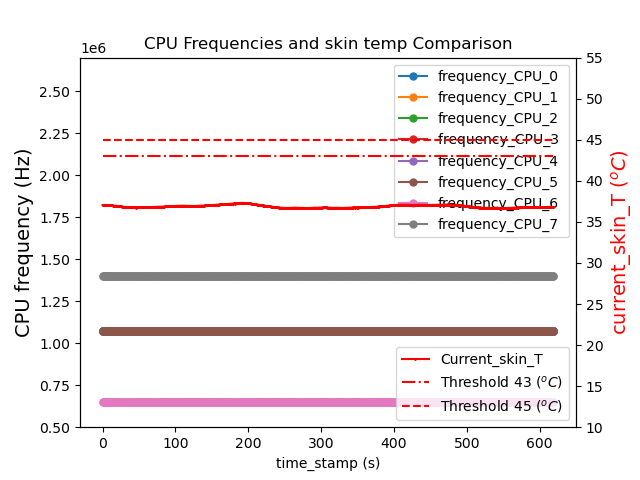 CPU Frequencies and skin temp Comparison
1e6
frequency_CPU_0
frequency_CPU_1
frequency_CPU_2
frequency_CPU_3
frequency_CPU_4
frequency_CPU_5
frequency_CPU_6
frequency_CPU_7
Current_skin_T
Threshold 43 (°C)
Threshold 45 (°C)
CPU frequency (Hz)
2.50
2.25
2.00
1.75
1.50
1.25
1.00
0.75
0.50
55
50
45
40
35
30
25
20
15
10
current_skin_T (°C)
0 100 200 300 400 500 600
time_stamp (s)